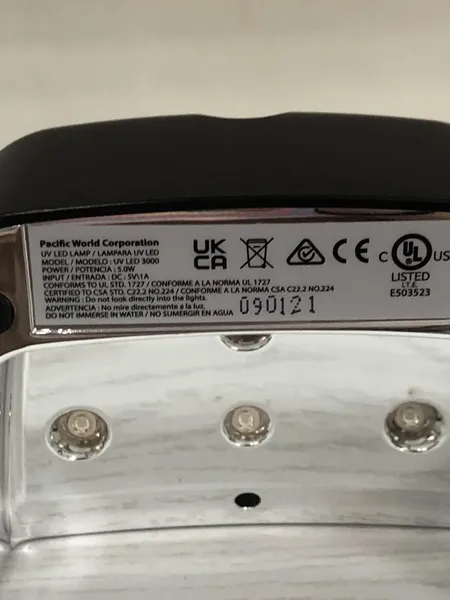 Pacific World Corporation
UV LED LAMP / LAMPARA UV LED
MODEL / MODELO : UV LED 3000
POWER / POTENCIA : 5.0W
INPUT / ENTRADA : DC : 5V1A
CONFORMS TO UL STD. 1727 / CONFORME A LA NORMA UL 1727
CERTIFIED TO CSA STD. C22.2 NO.224 / CONFORME A LA NORMA CSA C22.2 NO.224
WARNING : Do not look directly into the lights.
ADVERTENCIA : No mire directamente a la luz.
DO NOT IMMERSE IN WATER / NO SUMERGIR EN AGUA
090121
UK
CA
CE
C UL US
LISTED
I.T.E.
E503523